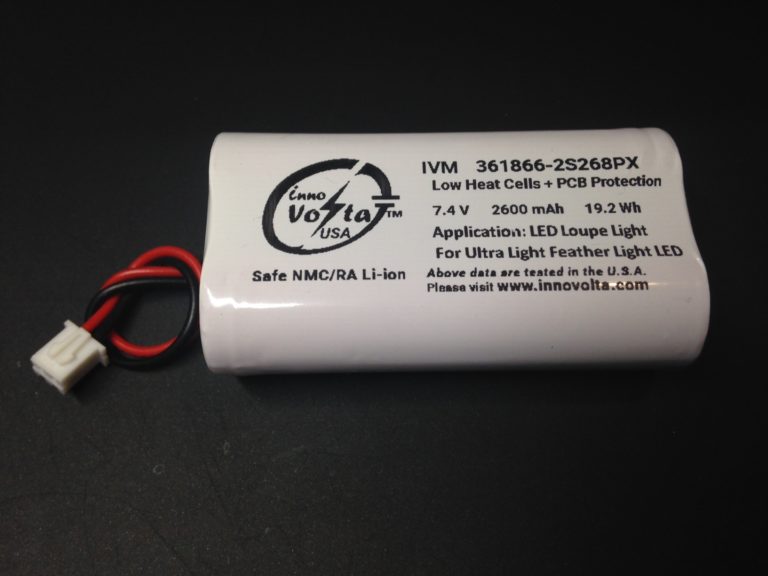 inno
Volta TM
USA
Safe NMC/RA Li-ion
IVM 361866-2S268PX
Low Heat Cells + PCB Protection
7.4 V 2600 mAh 19.2 Wh
Application: LED Loupe Light
For Ultra Light Feather Light LED
Above data are tested in the U.S.A.
Please visit www.innovolta.com